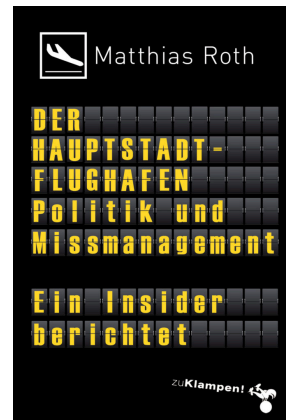 Matthias Roth
DER
HAUPTSTADT-
FLUGHAFEN
Politik und
Missmanagement
Ein Insider
berichtet
zuKlampen!